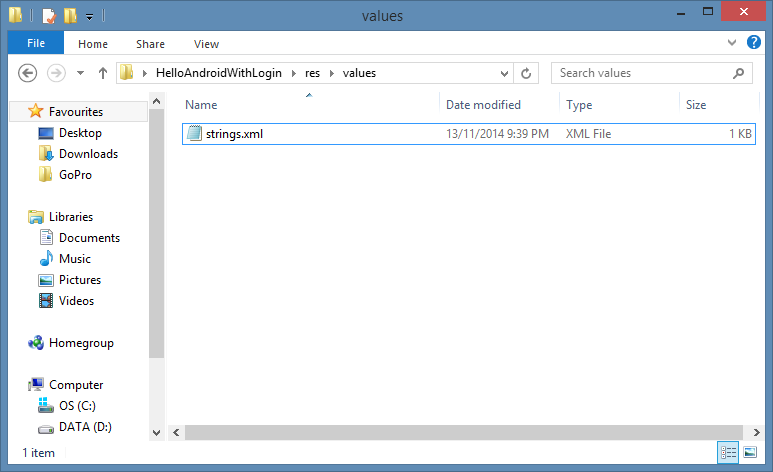 values
File Home Share View
HelloAndroidWithLogin res values Search values
Name Date modified Type Size
strings.xml 13/11/2014 9:39 PM XML File 1 KB
Favourites
Desktop
Downloads
GoPro
Libraries
Documents
Music
Pictures
Videos
Homegroup
Computer
OS (C:)
DATA (D:)
1 item